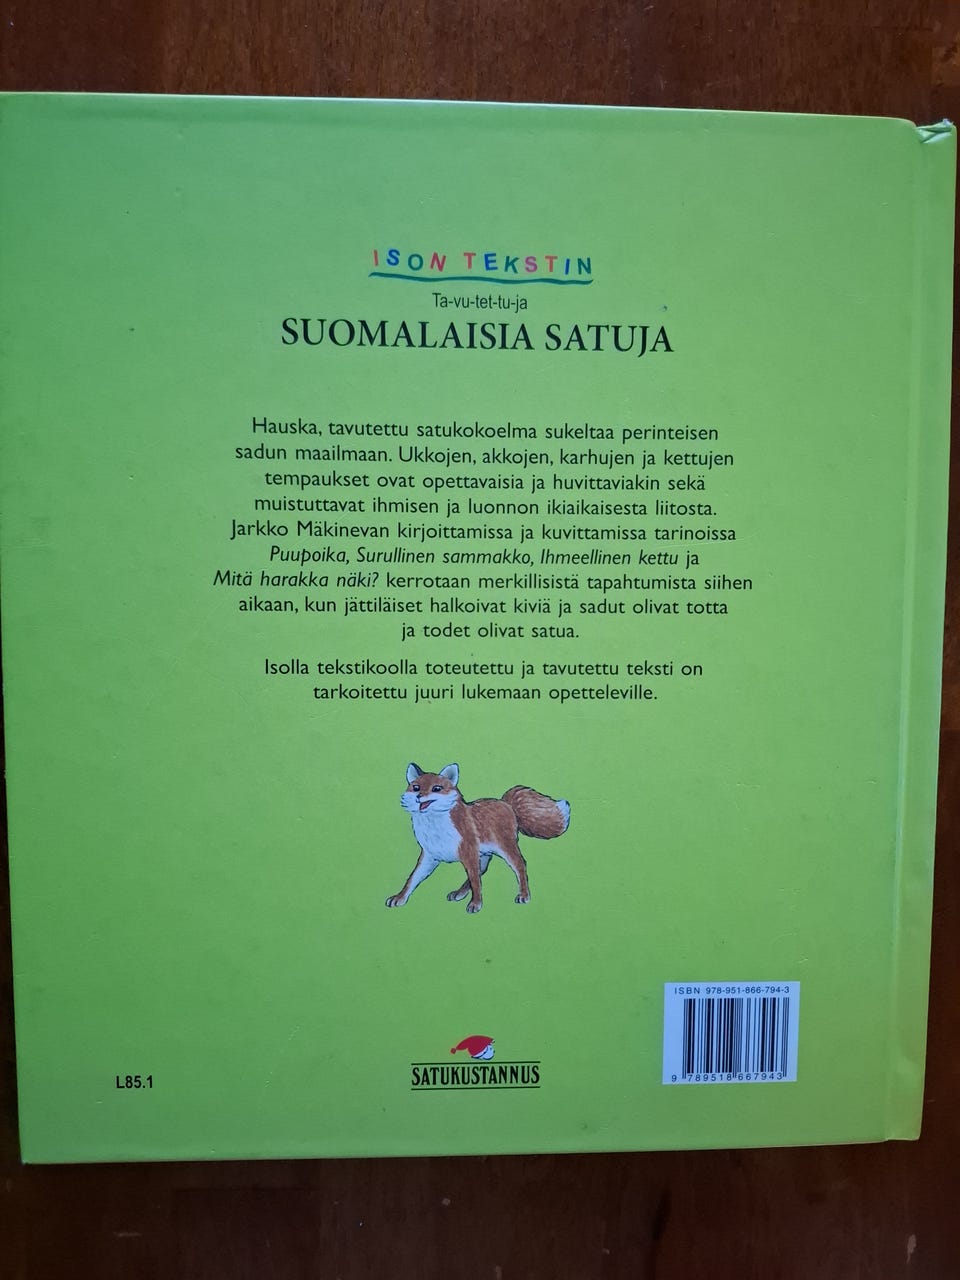 ISON TEKSTIN
Ta-vu-tet-tu-ja
SUOMALAISIA SATUJA
Hauska, tavutettu satukokoelma sukeltaa perinteisen
sadun maailmaan. Ukkojen, akkojen, karhujen ja kettujen
tempaukset ovat opettavaisia ja huvittaviakin sekä
muistuttavat ihmisen ja luonnon ikiaikaisesta liitosta.
Jarkko Mäkinevan kirjoittamissa ja kuvittamissa tarinoissa
Puupoika, Surullinen sammakko, Ihmeellinen kettu ja
Mitä harakka näki? kerrotaan merkillisistä tapahtumista siihen
aikaan, kun jättiläiset halkoivat kiviä ja sadut olivat totta
ja todet olivat satua.
Isolla tekstikoolla toteutettu ja tavutettu teksti on
tarkoitettu juuri lukemaan opetteleville.
ISBN 978-951-866-794-3
9 789518 667943
L85.1
SATUKUSTANNUS